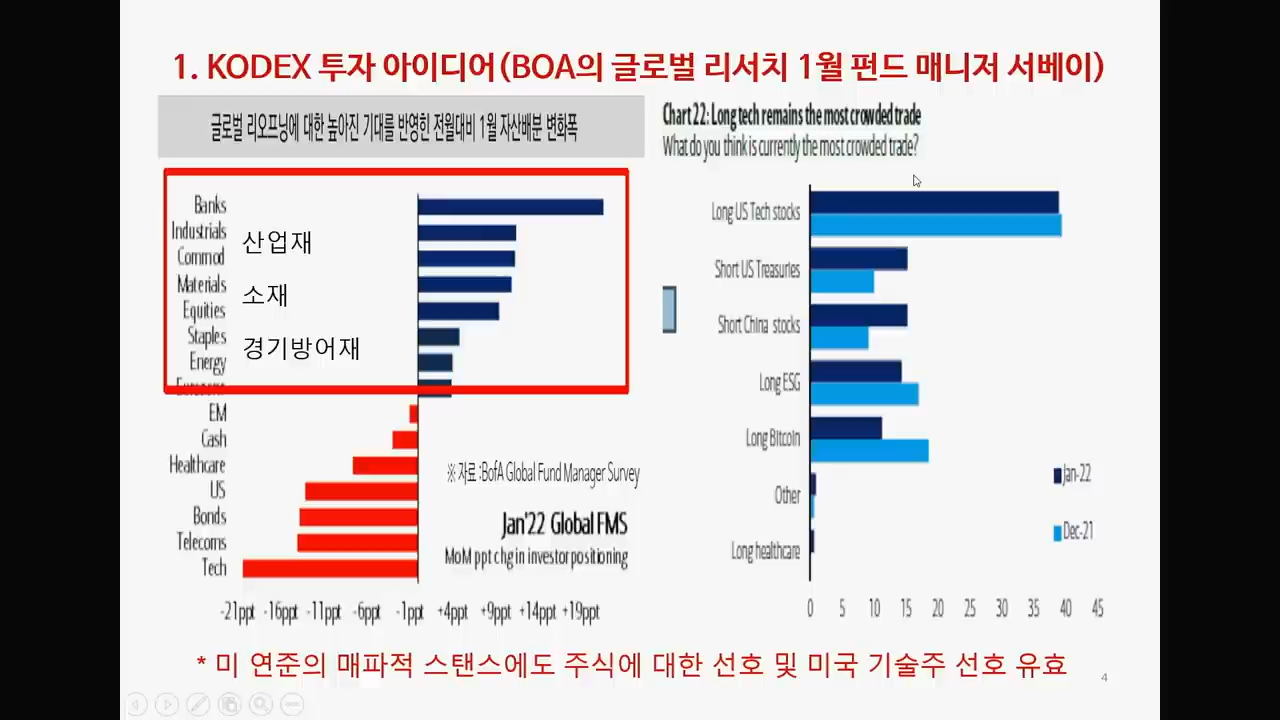 1. KODEX 투자 아이디어(BOA의 글로벌 리서치 1월 펀드 매니저 서베이)
글로벌 리오프닝에 대한 높아진 기대를 반영힌 전월대비 1월 자산배분 변화폭
Banks
Industrials
산업재
Commod
Materials
소재
Equities
Staples
경기방어재
Energy
EM
Cash
Healthcare
US
Bonds
Telecoms
Tech
※ 자료 :BofA Global Fund Manager Survey
Jan'22 Global FMS
MoM ppt chg in investor positioning
-21ppt -16ppt -11ppt -6ppt -1ppt +4ppt +9ppt +14ppt +19ppt
Chart 22: Long tech remains the most crowded trade
What do you think is currently the most crowded trade?
Long US Tech stocks
Short US Treasuries
Short China stocks
Long ESG
Long Bitcoin
Other
Long healthcare
Jan-22
Dec-21
0 5 10 15 20 25 30 35 40 45
* 미 연준의 매파적 스탠스에도 주식에 대한 선호 및 미국 기술주 선호 유효
4